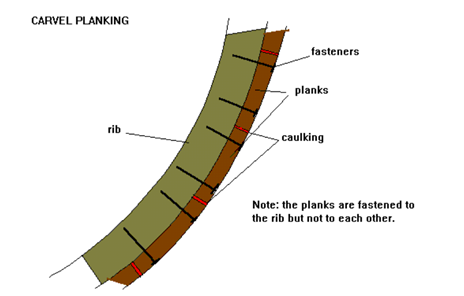 CARVEL PLANKING
fasteners
planks
rib
caulking
Note: the planks are fastened to
the rib but not to each other.